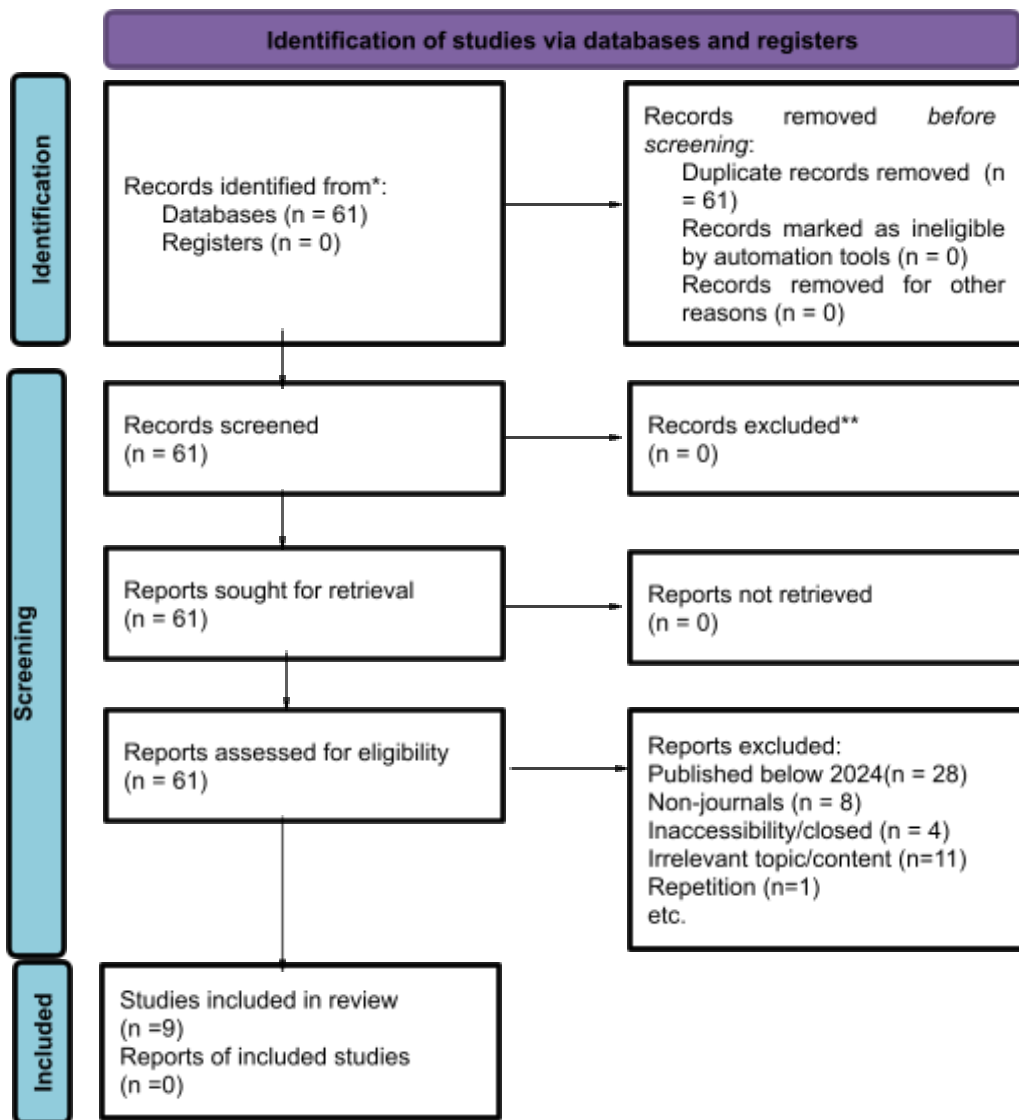 Identification of studies via databases and registers
Identification
Records identified from*:
Databases (n = 61)
Registers (n = 0)
Records removed before
screening:
Duplicate records removed (n
= 61)
Records marked as ineligible
by automation tools (n = 0)
Records removed for other
reasons (n = 0)
Screening
Records screened
(n = 61)
Records excluded**
(n = 0)
Reports sought for retrieval
(n = 61)
Reports not retrieved
(n = 0)
Reports assessed for eligibility
(n = 61)
Reports excluded:
Published below 2024(n = 28)
Non-journals (n = 8)
Inaccessibility/closed (n = 4)
Irrelevant topic/content (n=11)
Repetition (n=1)
etc.
Included
Studies included in review
(n =9)
Reports of included studies
(n =0)